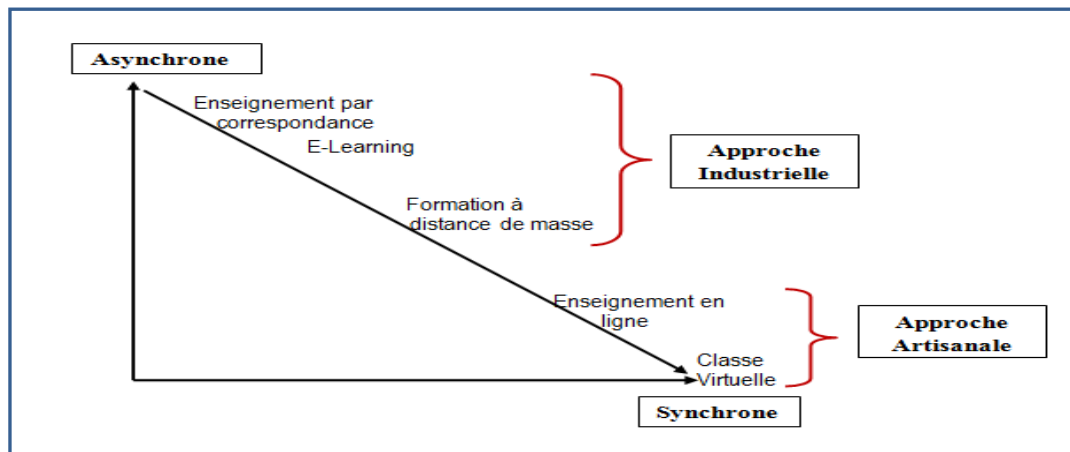 Asynchrone
Enseignement par
correspondance
E-Learning
Approche
Industrielle
Formation à
distance de masse
Enseignement en
ligne
Approche
Artisanale
Classe
Virtuelle
Synchrone